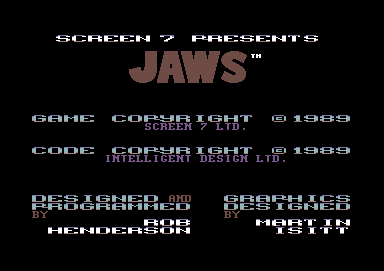 SCREEN 7 PRESENTS
JAWS™
GAME COPYRIGHT © 1989
SCREEN 7 LTD.
CODE COPYRIGHT © 1989
INTELLIGENT DESIGN LTD.
DESIGNED AND
PROGRAMMED
BY
ROB
HENDERSON
GRAPHICS
DESIGNED
BY
MARTIN
ISITT